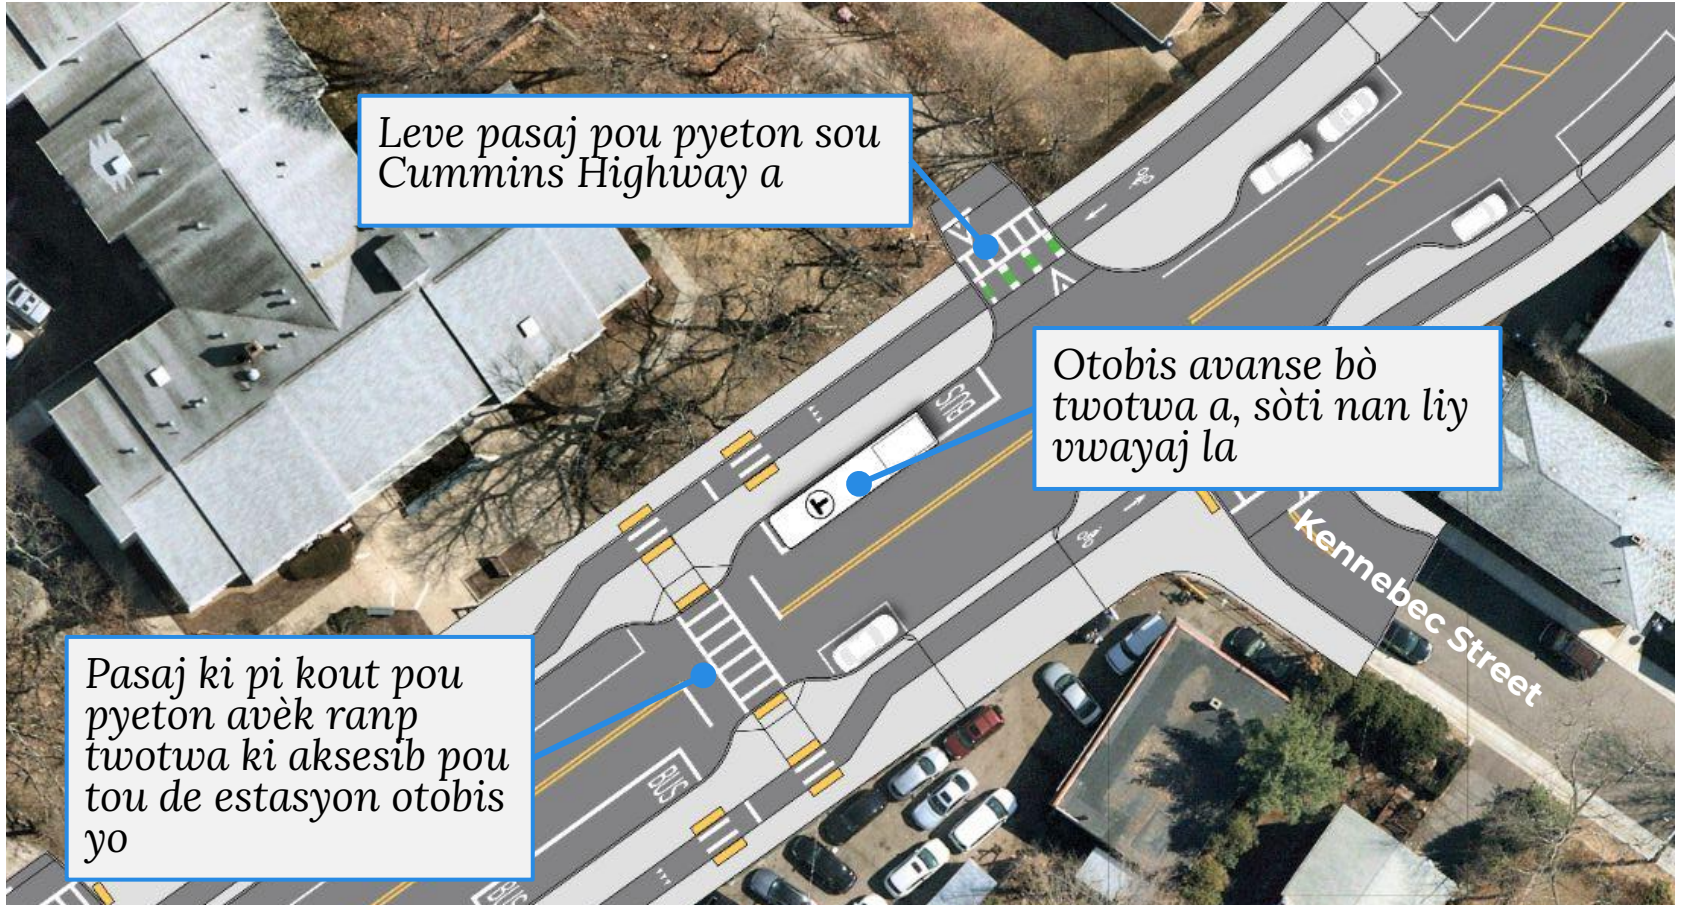 Leve pasaj pou pyeton sou
Cummins Highway a
Otobis avanse bò
twotwa a, sòti nan liy
vwayaj la
BUS
T
Kennebec Street
Pasaj ki pi kout pou
pyeton avèk ranp
twotwa ki aksesib pou
tou de estasyon otobis
yo
BUS
BUS